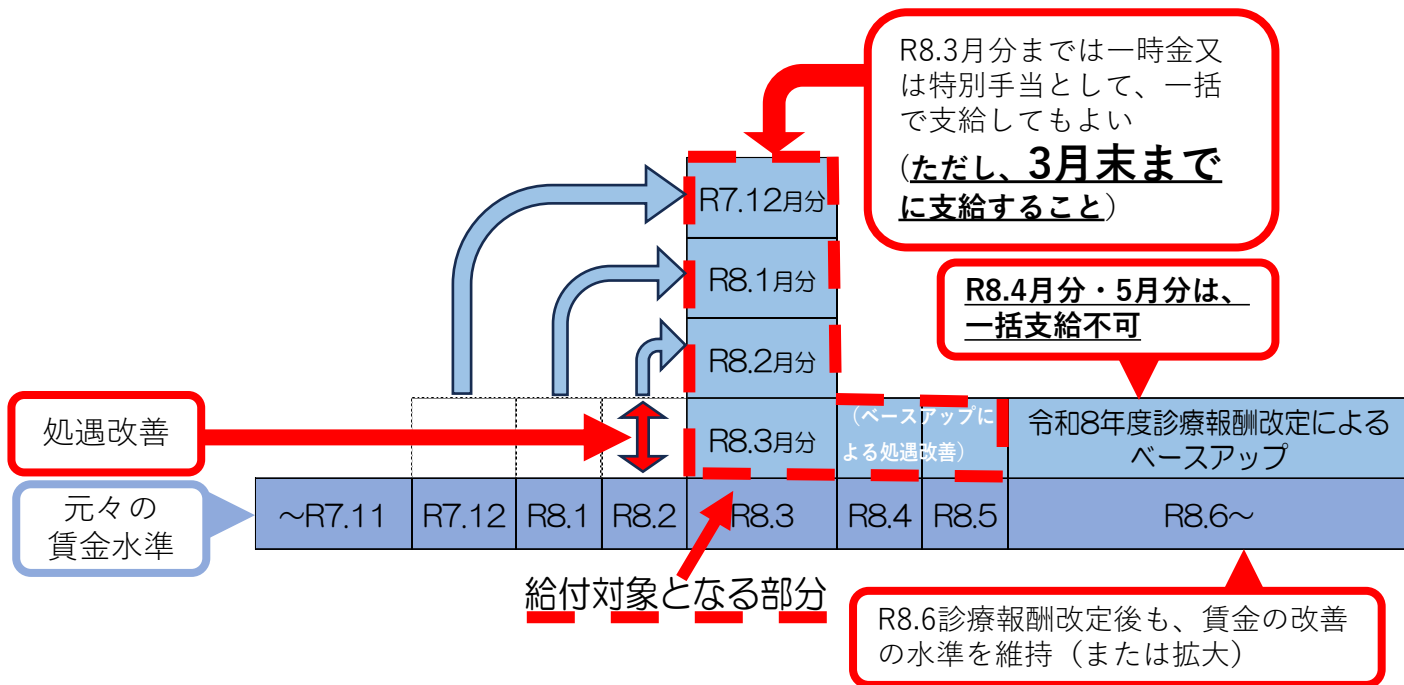 R8.3月分までは一時金又
は特別手当として、一括
で支給してもよい
(ただし、3月末まで
に支給すること)
R7.12月分
R8.1月分
R8.2月分
R8.3月分
R8.4月分・5月分は、
一括支給不可
処遇改善
(ベースアップに
よる処遇改善)
令和8年度診療報酬改定による
ベースアップ
元々の
賃金水準
～R7.11
R7.12
R8.1
R8.2
R8.3
R8.4
R8.5
R8.6～
給付対象となる部分
R8.6診療報酬改定後も、賃金の改善
の水準を維持（または拡大）